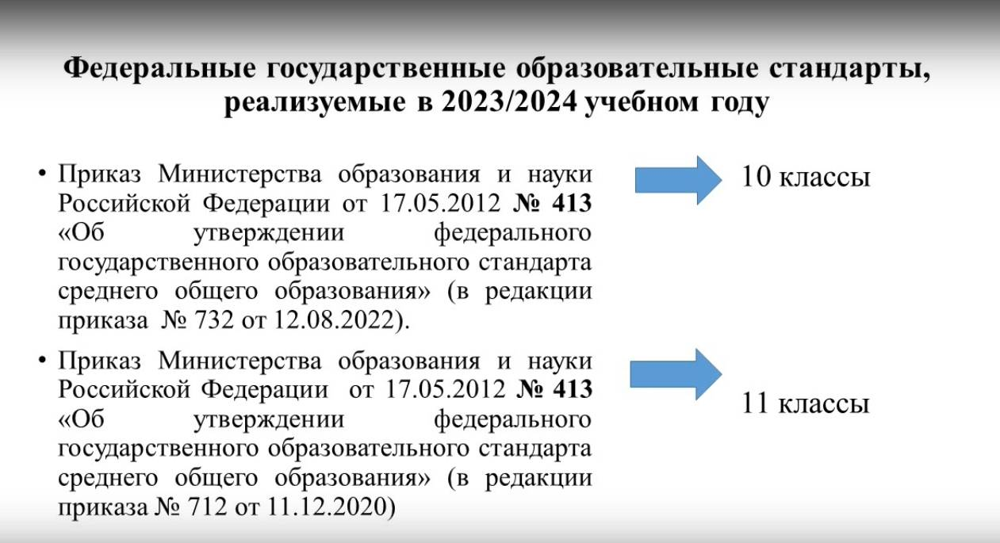 Федеральные государственные образовательные стандарты,
реализуемые в 2023/2024 учебном году
• Приказ Министерства образования и науки
Российской Федерации от 17.05.2012 № 413
«Об утверждении федерального
государственного образовательного стандарта
среднего общего образования» (в редакции
приказа № 732 от 12.08.2022).
10 классы
• Приказ Министерства образования и науки
Российской Федерации от 17.05.2012 № 413
«Об утверждении федерального
государственного образовательного стандарта
среднего общего образования» (в редакции
приказа № 712 от 11.12.2020)
11 классы